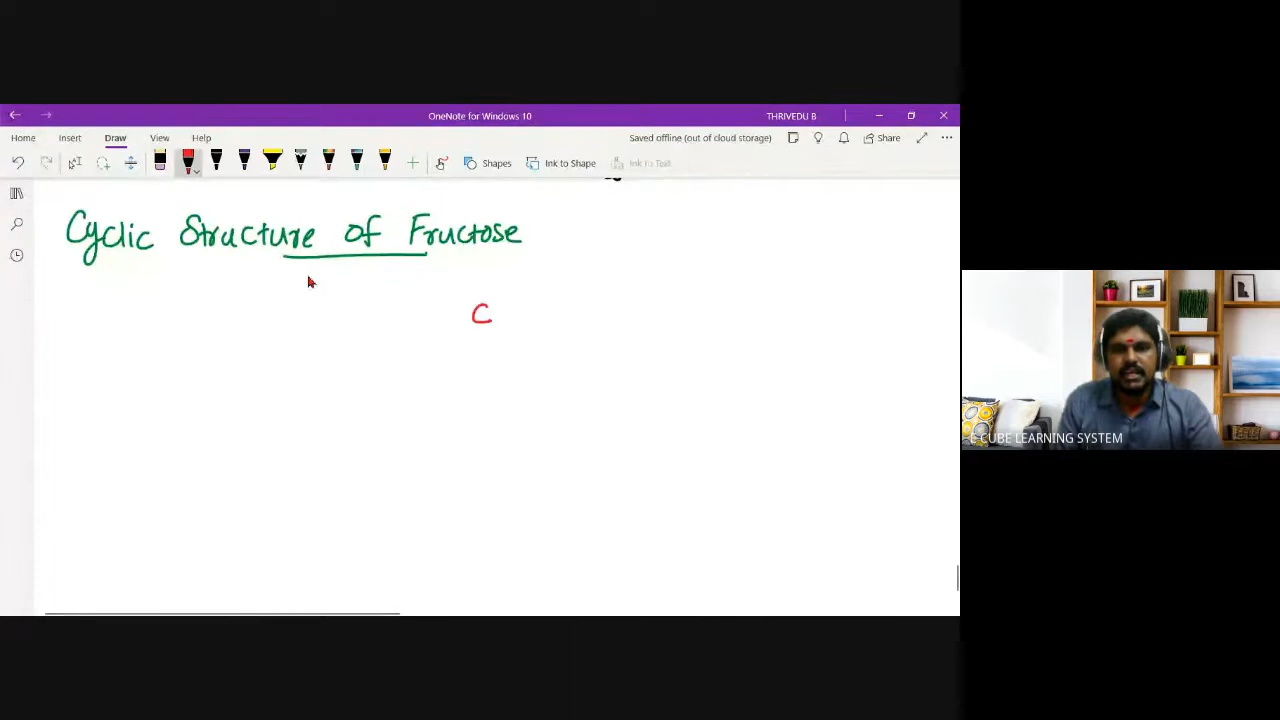 OneNote for Windows 10
THRIVEDU B
Home Insert Draw View Help
Saved offline (out of cloud storage)
Share
Shapes
Ink to Shape
Ink to Text
Cyclic Structure of Fructose
C
E CUBE LEARNING SYSTEM